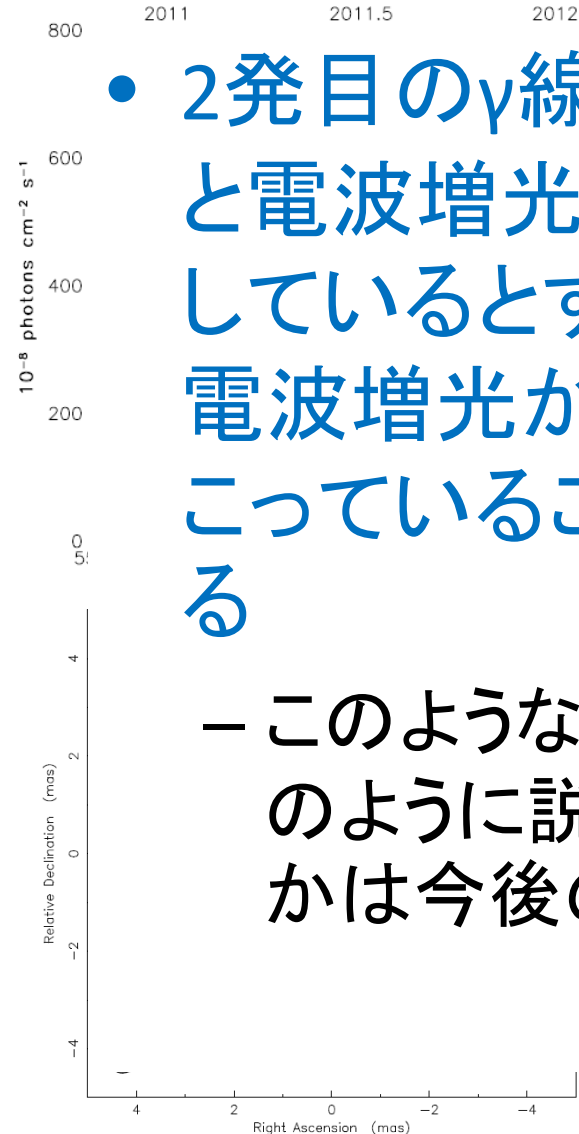 2011 2011.5 2012
800
600
400
200
0
10⁻⁸ photons cm⁻² s⁻¹
• 2発目のγ線
と電波増光
しているとす
電波増光が
こっているこ
る
– このような
のように説
かは今後の
4
2
0
−2
−4
Relative Declination (mas)
4 2 0 −2 −4
Right Ascension (mas)